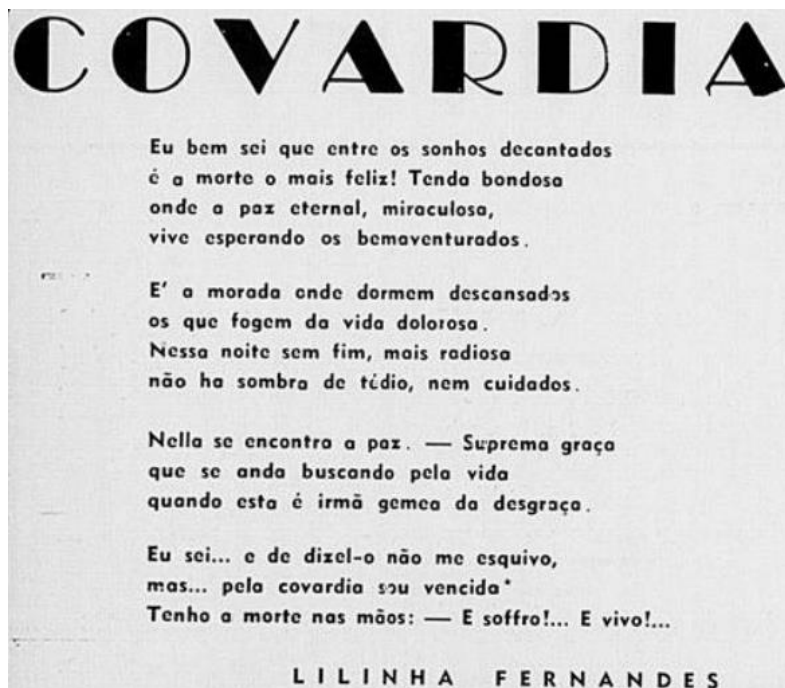 COVARDIA
Eu bem sei que entre os sonhos decantados
é a morte o mais feliz! Tenda bondosa
onde a paz eternal, miraculosa,
vive esperando os bemaventurados.
E' a morada onde dormem descansados
os que fogem da vida dolorosa.
Nessa noite sem fim, mais radiosa
não ha sombra de tédio, nem cuidados.
Nella se encontra a paz. — Suprema graça
que se anda buscando pela vida
quando esta é irmã gemea da desgraça.
Eu sei... e de dizel-o não me esquivo,
mas... pela covardia sou vencida*
Tenho a morte nas mãos: — E soffro!... E vivo!...
LILINHA FERNANDES